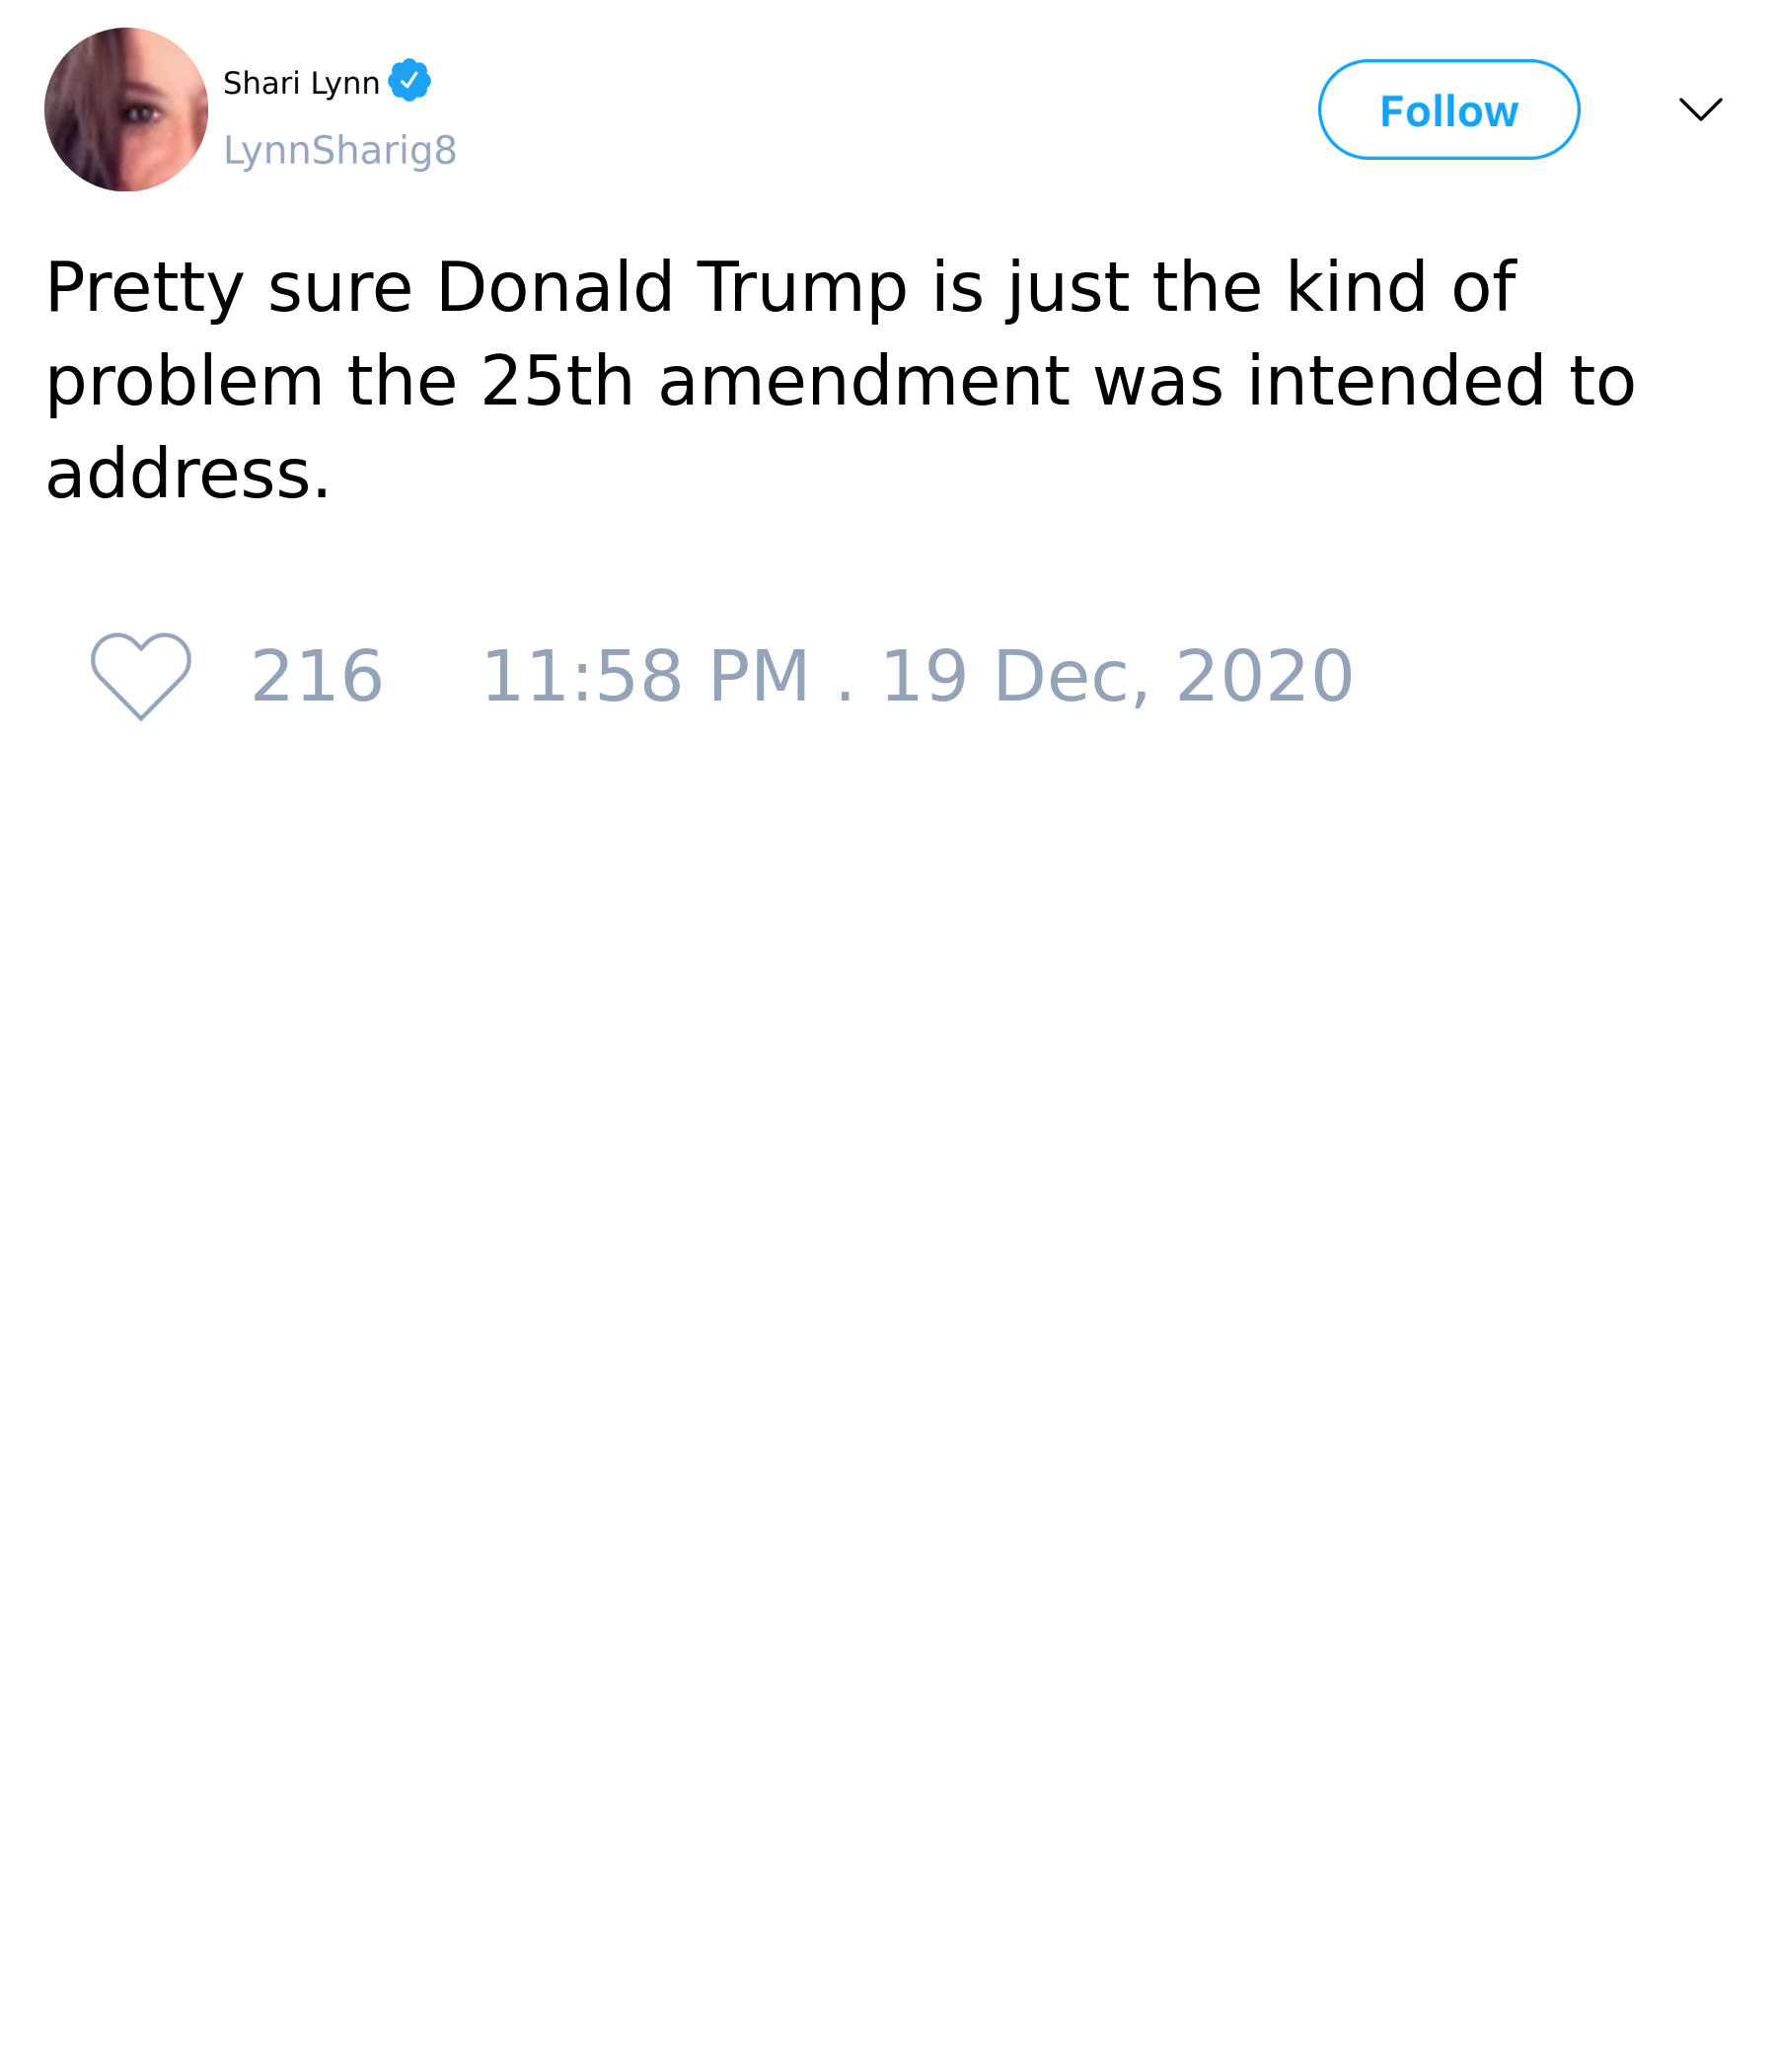 Shari Lynn
LynnSharig8
Follow
Pretty sure Donald Trump is just the kind of
problem the 25th amendment was intended to
address.
216 11:58 PM . 19 Dec, 2020